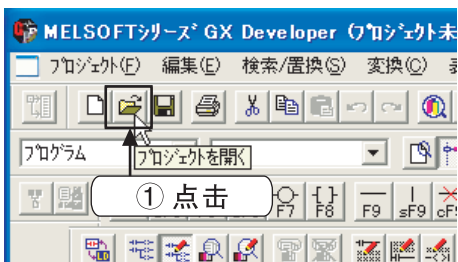 MELSOFTシリーズ GX Developer (プロジェクト未
プロジェクト(F) 編集(E) 検索/置換(S) 変換(C) 表
プログラム
プロジェクトを開く
① 点击
F7 F8 F9 sF9 cF9